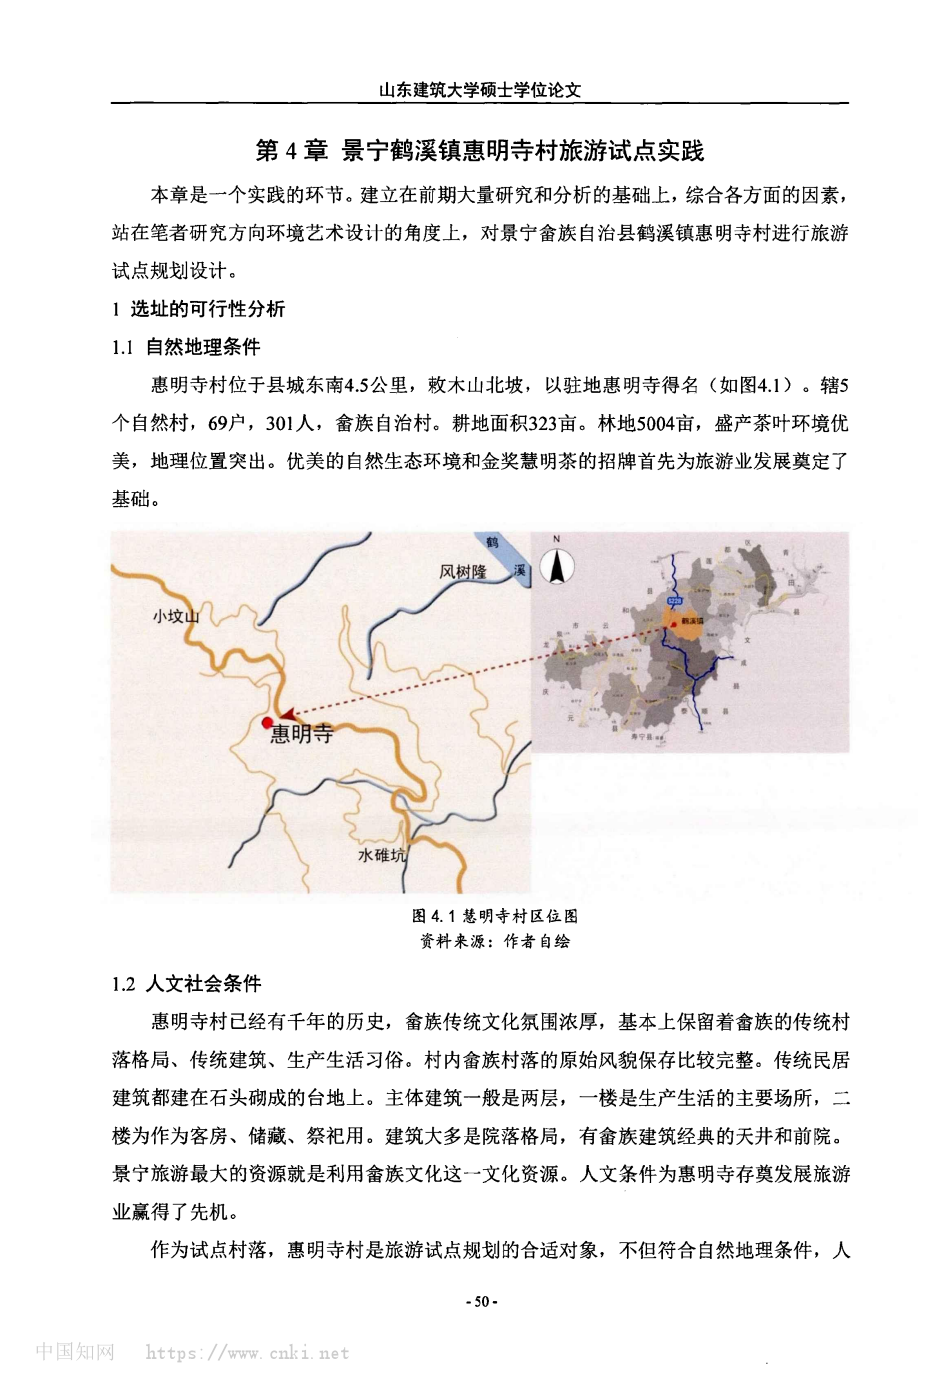 山东建筑大学硕士学位论文
第 4 章 景宁鹤溪镇惠明寺村旅游试点实践
本章是一个实践的环节。建立在前期大量研究和分析的基础上，综合各方面的因素，
站在笔者研究方向环境艺术设计的角度上，对景宁畲族自治县鹤溪镇惠明寺村进行旅游
试点规划设计。
1 选址的可行性分析
1.1 自然地理条件
惠明寺村位于县城东南4.5公里，敕木山北坡，以驻地惠明寺得名（如图4.1）。辖5
个自然村，69户，301人，畲族自治村。耕地面积323亩。林地5004亩，盛产茶叶环境优
美，地理位置突出。优美的自然生态环境和金奖慧明茶的招牌首先为旅游业发展奠定了
基础。
鹤
溪
风树隆
小坟山
惠明寺
水碓坑
N
鹤溪镇
青
田
县
文
成
县
泰
顺
县
寿宁县
庆
元
县
龙
泉
市
云
和
县
莲
都
区
图 4.1 慧明寺村区位图
资料来源：作者自绘
1.2 人文社会条件
惠明寺村已经有千年的历史，畲族传统文化氛围浓厚，基本上保留着畲族的传统村
落格局、传统建筑、生产生活习俗。村内畲族村落的原始风貌保存比较完整。传统民居
建筑都建在石头砌成的台地上。主体建筑一般是两层，一楼是生产生活的主要场所，二
楼为作为客房、储藏、祭祀用。建筑大多是院落格局，有畲族建筑经典的天井和前院。
景宁旅游最大的资源就是利用畲族文化这一文化资源。人文条件为惠明寺存奠发展旅游
业赢得了先机。
作为试点村落，惠明寺村是旅游试点规划的合适对象，不但符合自然地理条件，人
- 50 -
中国知网 https://www.cnki.net